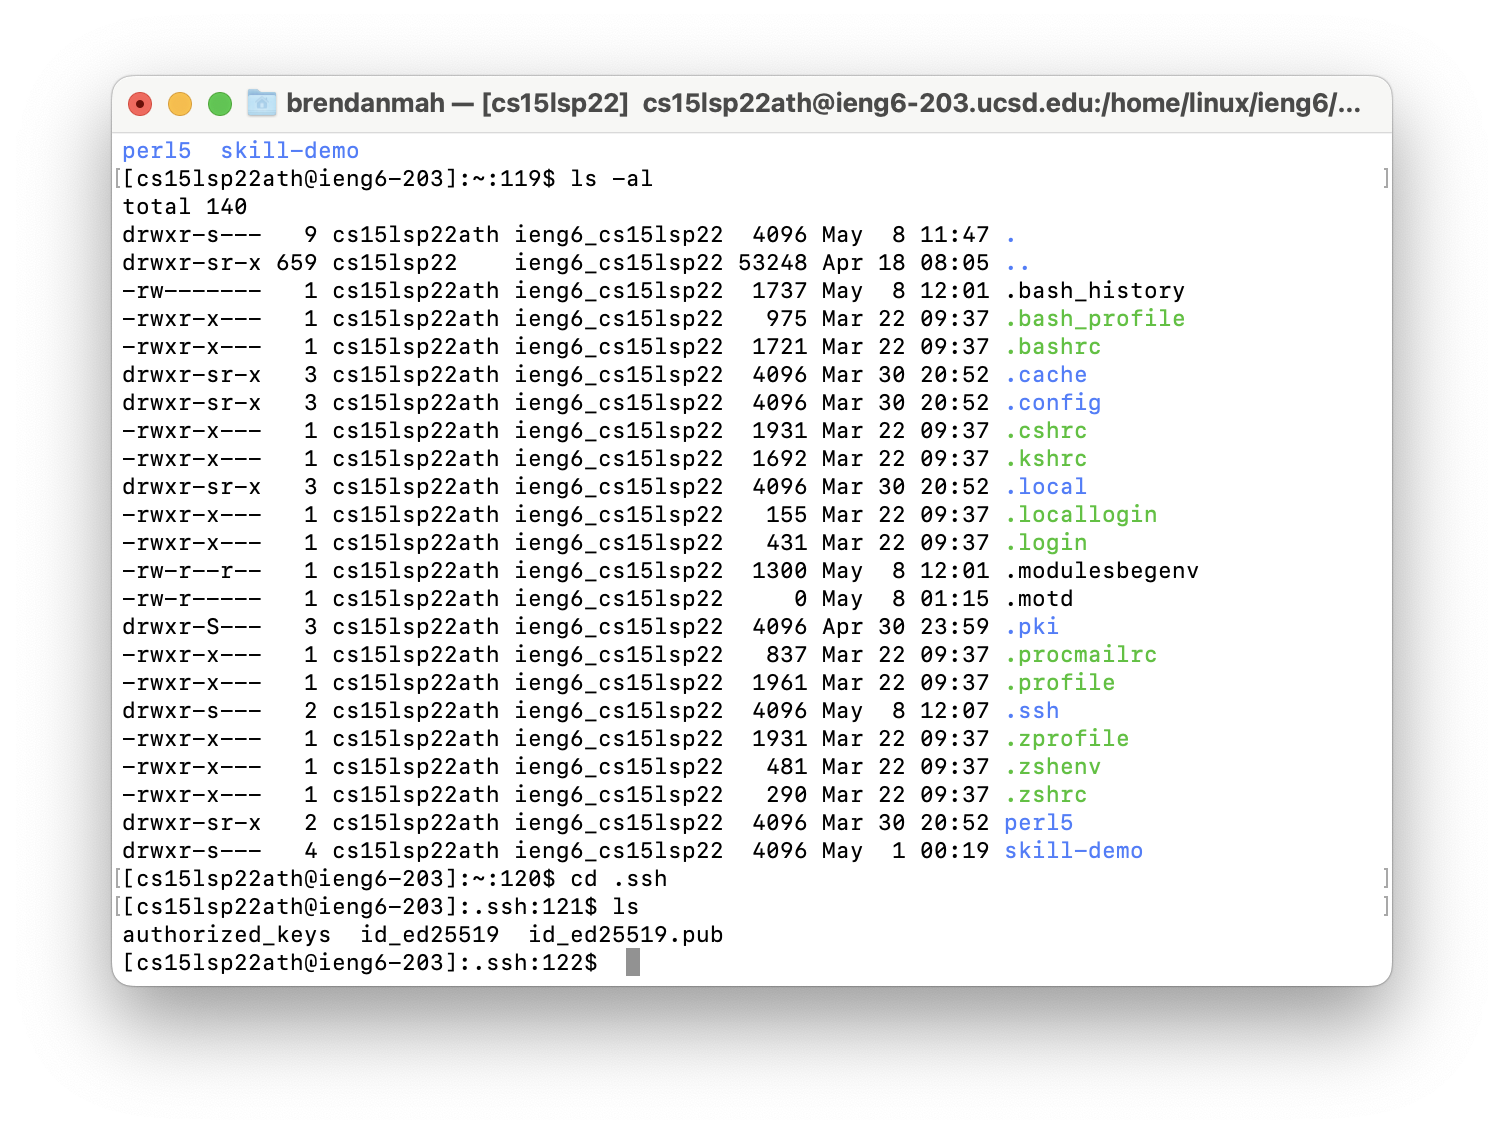 brendanmah — [cs15lsp22] cs15lsp22ath@ieng6-203.ucsd.edu:/home/linux/ieng6/...
perl5  skill-demo
[[cs15lsp22ath@ieng6-203]:~:119$ ls -al ]
total 140
drwxr-s---   9 cs15lsp22ath ieng6_cs15lsp22  4096 May  8 11:47 .
drwxr-sr-x 659 cs15lsp22    ieng6_cs15lsp22 53248 Apr 18 08:05 ..
-rw-------   1 cs15lsp22ath ieng6_cs15lsp22  1737 May  8 12:01 .bash_history
-rwxr-x---   1 cs15lsp22ath ieng6_cs15lsp22   975 Mar 22 09:37 .bash_profile
-rwxr-x---   1 cs15lsp22ath ieng6_cs15lsp22  1721 Mar 22 09:37 .bashrc
drwxr-sr-x   3 cs15lsp22ath ieng6_cs15lsp22  4096 Mar 30 20:52 .cache
drwxr-sr-x   3 cs15lsp22ath ieng6_cs15lsp22  4096 Mar 30 20:52 .config
-rwxr-x---   1 cs15lsp22ath ieng6_cs15lsp22  1931 Mar 22 09:37 .cshrc
-rwxr-x---   1 cs15lsp22ath ieng6_cs15lsp22  1692 Mar 22 09:37 .kshrc
drwxr-sr-x   3 cs15lsp22ath ieng6_cs15lsp22  4096 Mar 30 20:52 .local
-rwxr-x---   1 cs15lsp22ath ieng6_cs15lsp22   155 Mar 22 09:37 .locallogin
-rwxr-x---   1 cs15lsp22ath ieng6_cs15lsp22   431 Mar 22 09:37 .login
-rw-r--r--   1 cs15lsp22ath ieng6_cs15lsp22  1300 May  8 12:01 .modulesbegenv
-rw-r-----   1 cs15lsp22ath ieng6_cs15lsp22     0 May  8 01:15 .motd
drwxr-S---   3 cs15lsp22ath ieng6_cs15lsp22  4096 Apr 30 23:59 .pki
-rwxr-x---   1 cs15lsp22ath ieng6_cs15lsp22   837 Mar 22 09:37 .procmailrc
-rwxr-x---   1 cs15lsp22ath ieng6_cs15lsp22  1961 Mar 22 09:37 .profile
drwxr-s---   2 cs15lsp22ath ieng6_cs15lsp22  4096 May  8 12:07 .ssh
-rwxr-x---   1 cs15lsp22ath ieng6_cs15lsp22  1931 Mar 22 09:37 .zprofile
-rwxr-x---   1 cs15lsp22ath ieng6_cs15lsp22   481 Mar 22 09:37 .zshenv
-rwxr-x---   1 cs15lsp22ath ieng6_cs15lsp22   290 Mar 22 09:37 .zshrc
drwxr-sr-x   2 cs15lsp22ath ieng6_cs15lsp22  4096 Mar 30 20:52 perl5
drwxr-s---   4 cs15lsp22ath ieng6_cs15lsp22  4096 May  1 00:19 skill-demo
[[cs15lsp22ath@ieng6-203]:~:120$ cd .ssh ]
[[cs15lsp22ath@ieng6-203]:.ssh:121$ ls ]
authorized_keys  id_ed25519  id_ed25519.pub
[cs15lsp22ath@ieng6-203]:.ssh:122$